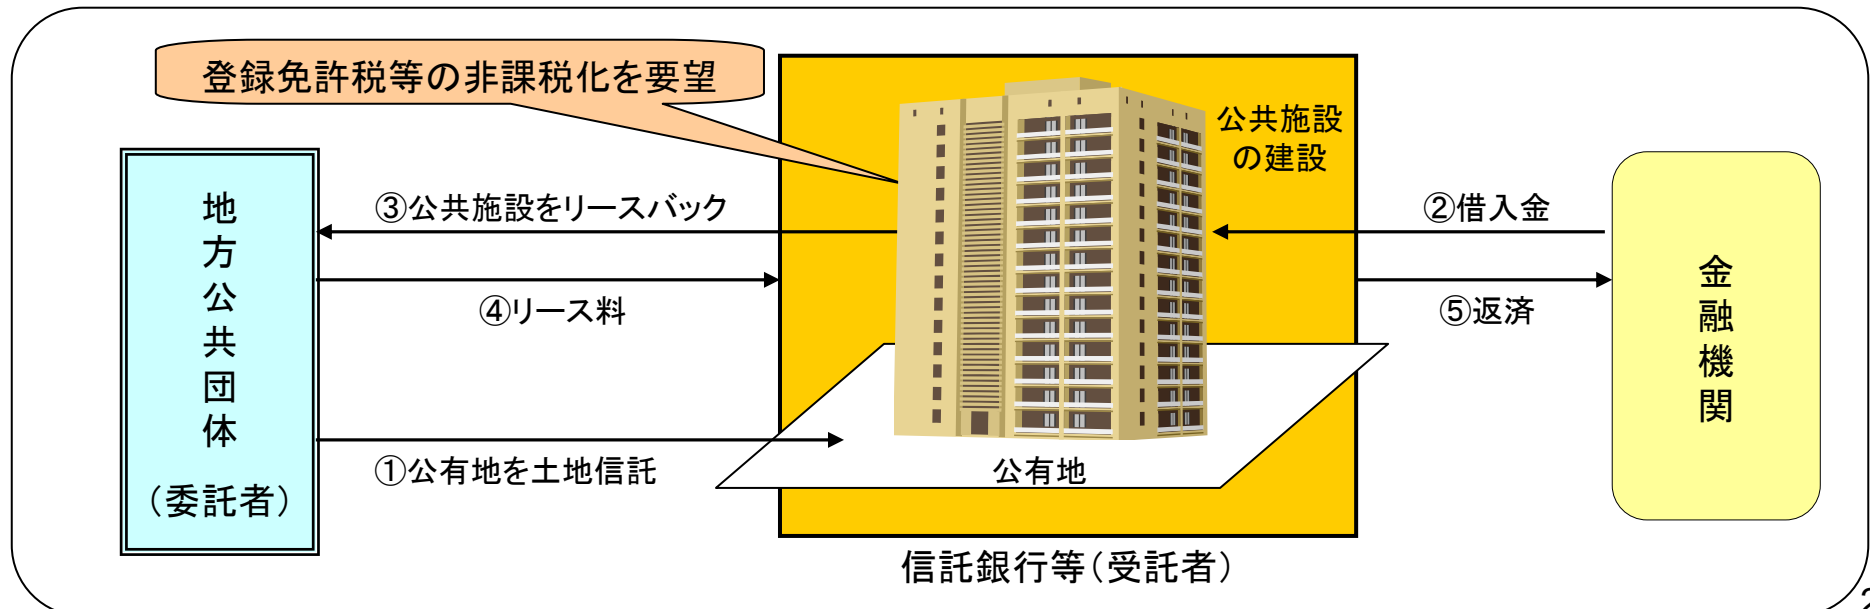 登録免許税等の非課税化を要望
公共施設
の建設
地方公共団体
（委託者）
③公共施設をリースバック
④リース料
①公有地を土地信託
公有地
②借入金
⑤返済
金融機関
信託銀行等（受託者）